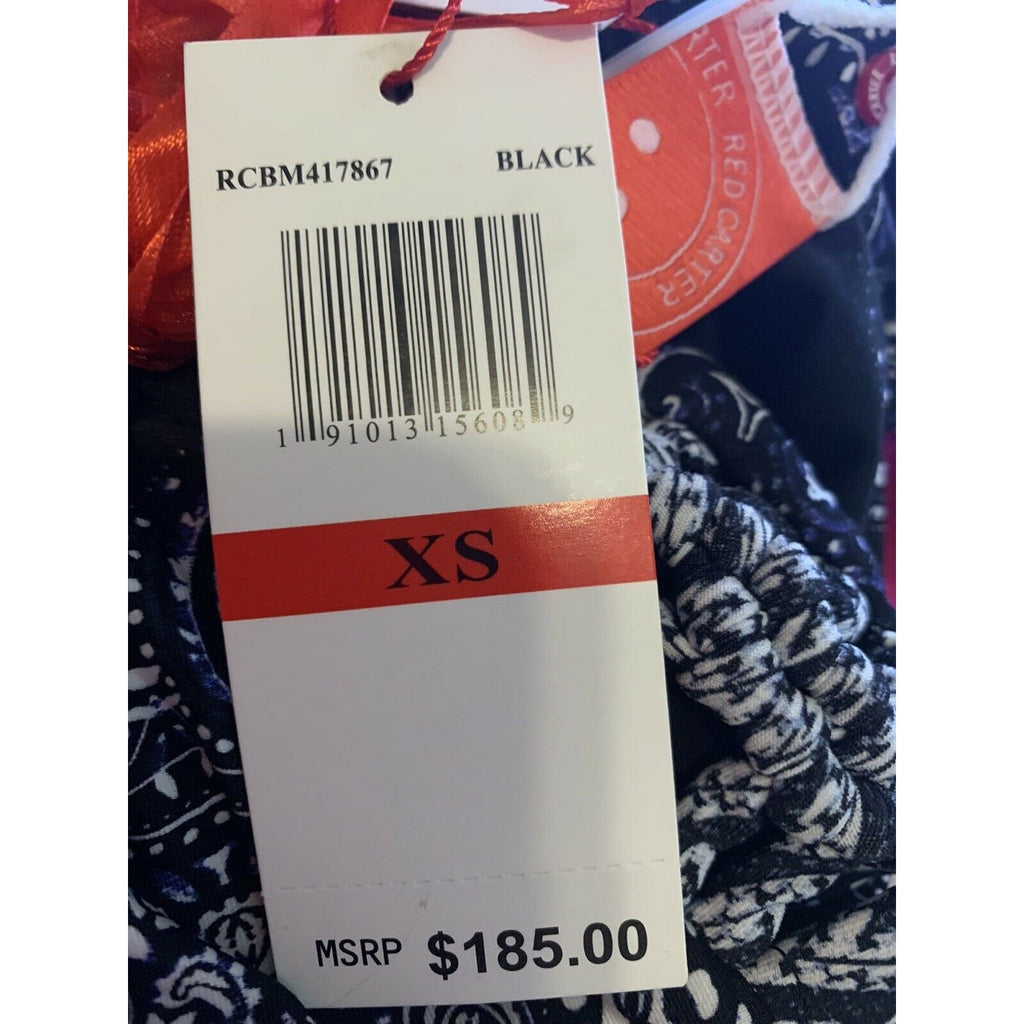 RCBM417867 BLACK
1 91013 15608 9
XS
MSRP $185.00
RED CARTER